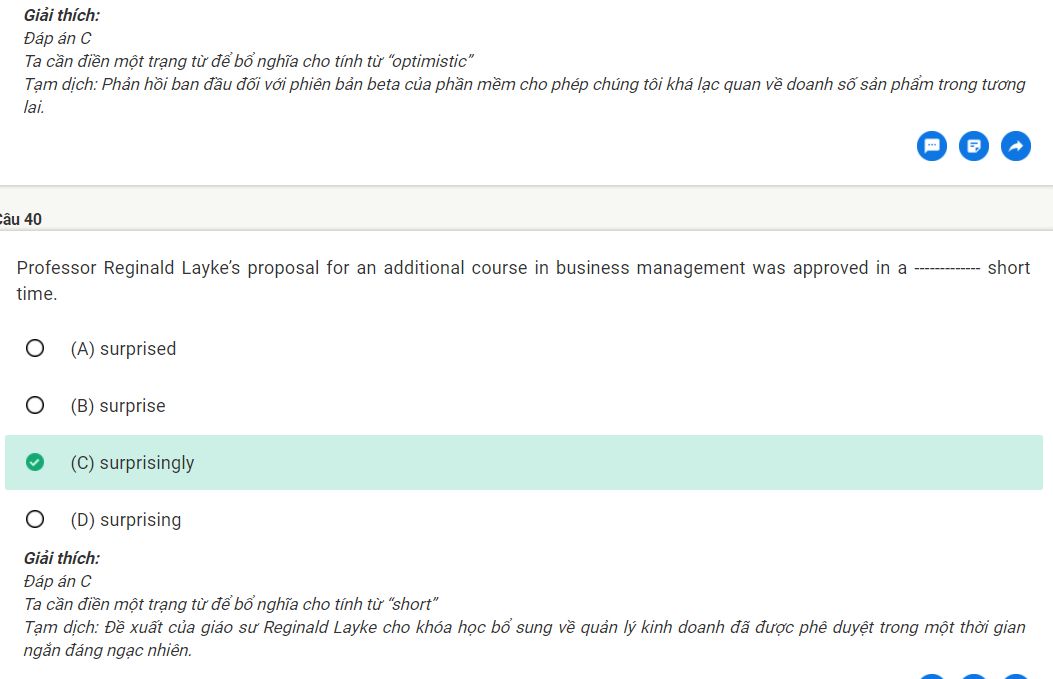 Giải thích:
Đáp án C
Ta cần điền một trạng từ để bổ nghĩa cho tính từ “optimistic”
Tạm dịch: Phản hồi ban đầu đối với phiên bản beta của phần mềm cho phép chúng tôi khá lạc quan về doanh số sản phẩm trong tương
lai.
Câu 40
Professor Reginald Layke’s proposal for an additional course in business management was approved in a ------------- short
time.
(A) surprised
(B) surprise
(C) surprisingly
(D) surprising
Giải thích:
Đáp án C
Ta cần điền một trạng từ để bổ nghĩa cho tính từ “short”
Tạm dịch: Đề xuất của giáo sư Reginald Layke cho khóa học bổ sung về quản lý kinh doanh đã được phê duyệt trong một thời gian
ngắn đáng ngạc nhiên.